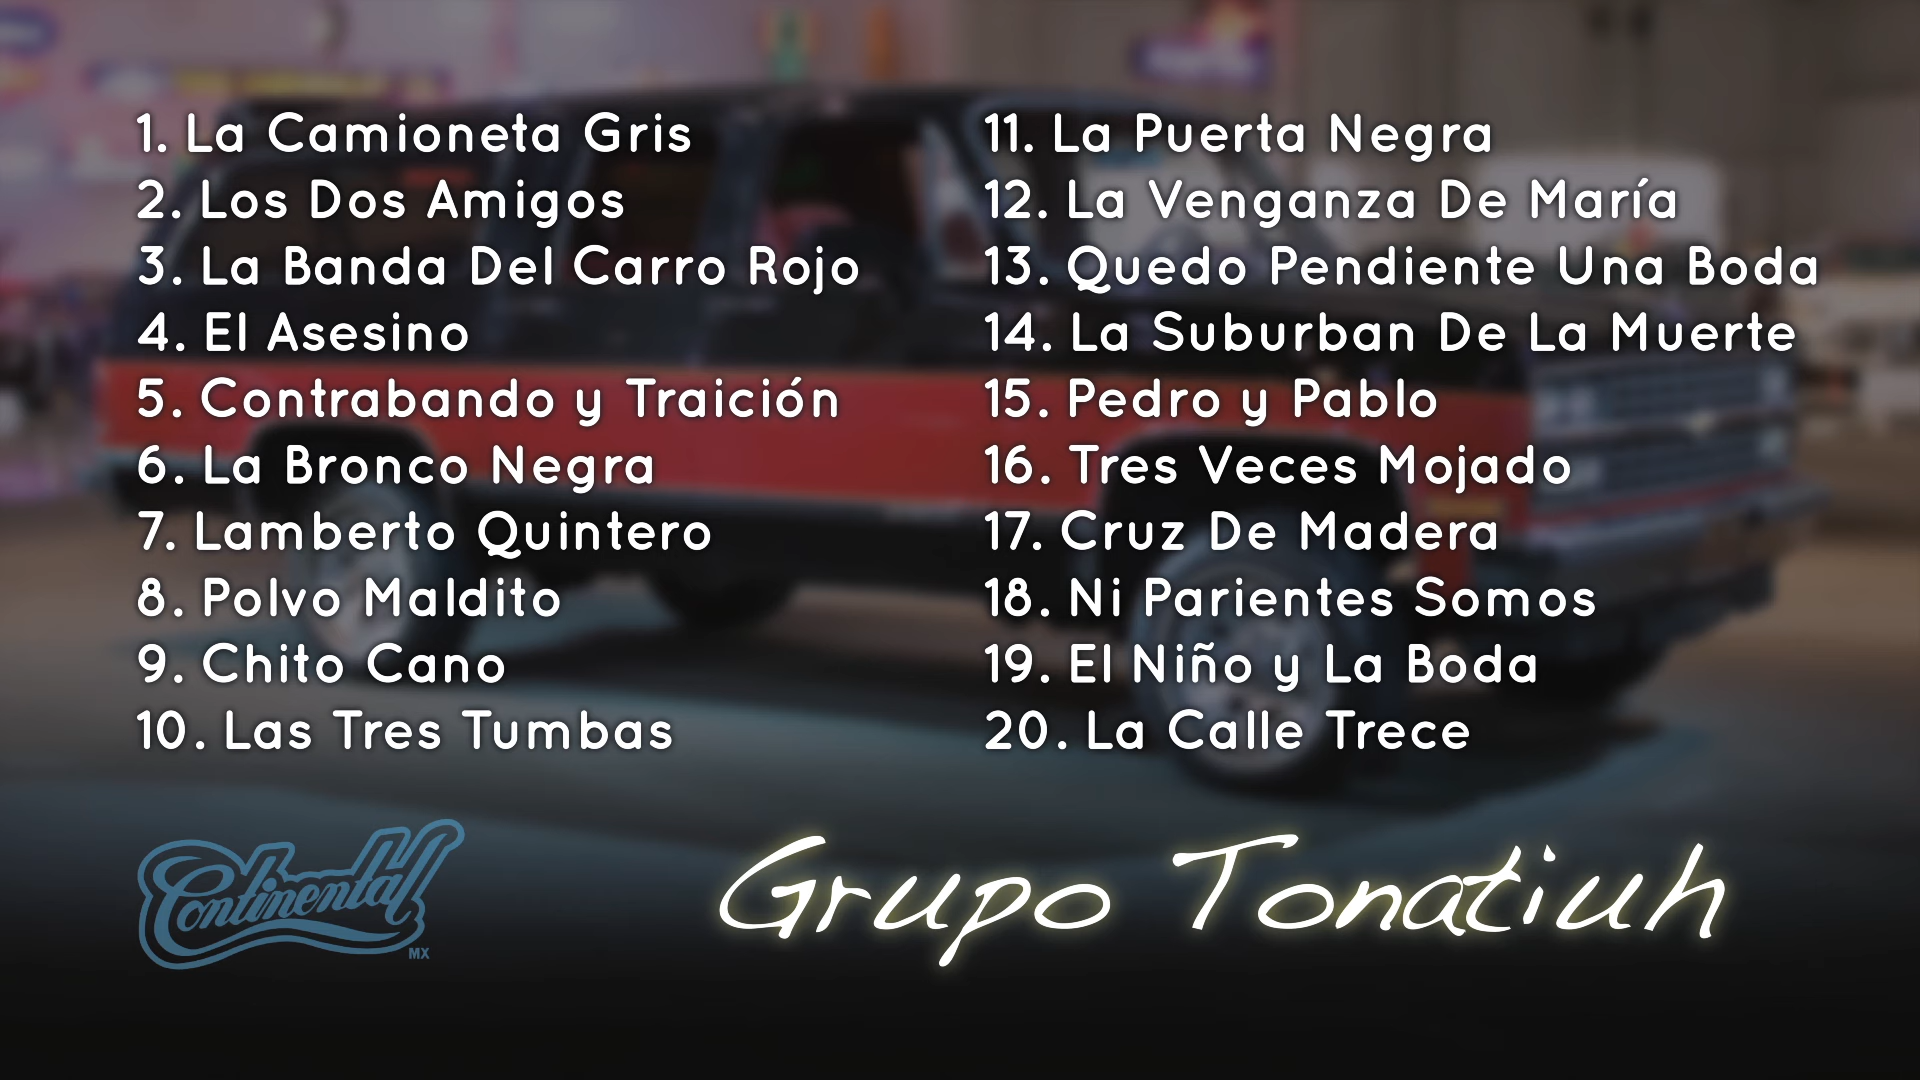 1. La Camioneta Gris
2. Los Dos Amigos
3. La Banda Del Carro Rojo
4. El Asesino
5. Contrabando y Traición
6. La Bronco Negra
7. Lamberto Quintero
8. Polvo Maldito
9. Chito Cano
10. Las Tres Tumbas
11. La Puerta Negra
12. La Venganza De María
13. Quedo Pendiente Una Boda
14. La Suburban De La Muerte
15. Pedro y Pablo
16. Tres Veces Mojado
17. Cruz De Madera
18. Ni Parientes Somos
19. El Niño y La Boda
20. La Calle Trece
Continental
MX
Grupo Tonatiuh